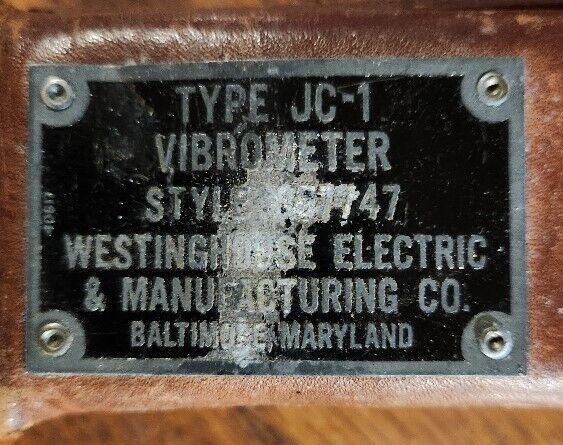 TYPE JC-1
VIBROMETER
STYLE
WESTINGHOUSE ELECTRIC
& MANUFACTURING CO.
BALTIMORE, MARYLAND